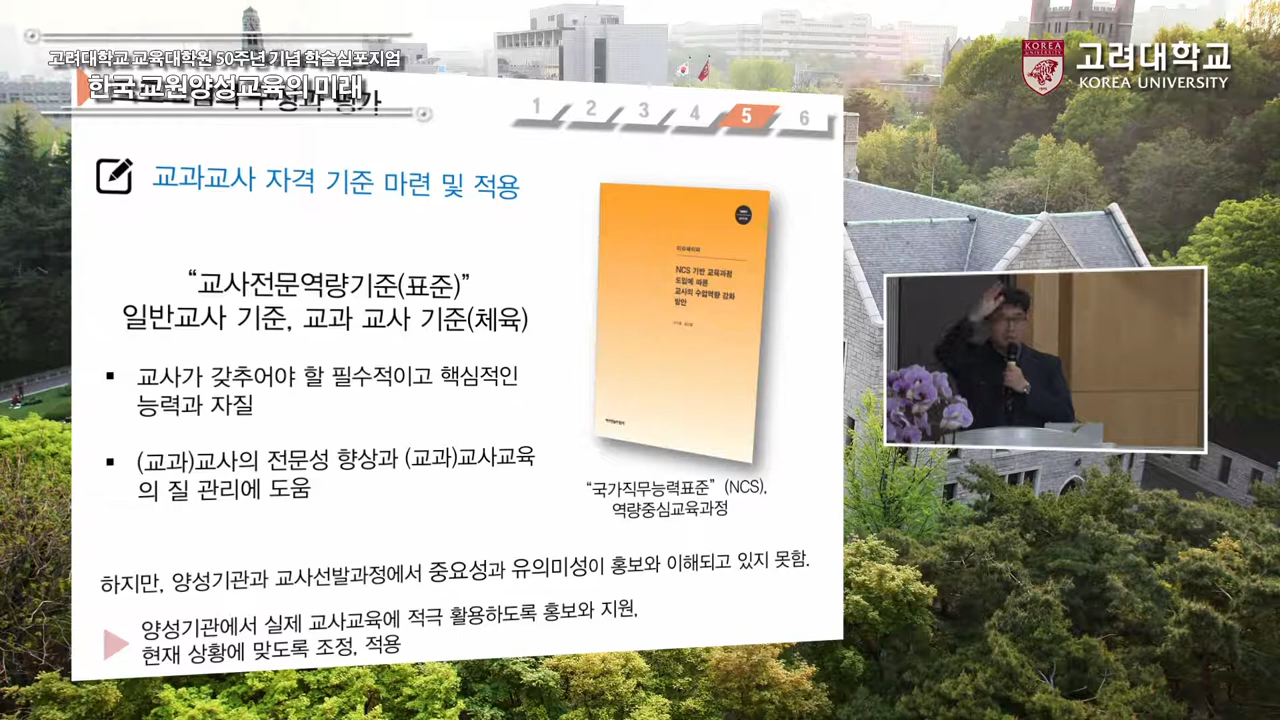 고려대학교 교육대학원 50주년 기념 학술심포지엄
한국교원양성교육의 미래
평가
1 2 3 4 5 6
KOREA
고려대학교
KOREA UNIVERSITY
교과교사 자격 기준 마련 및 적용
“교사전문역량기준(표준)”
일반교사 기준, 교과 교사 기준(체육)
▪ 교사가 갖추어야 할 필수적이고 핵심적인
능력과 자질
▪ (교과)교사의 전문성 향상과 (교과)교사교육
의 질 관리에 도움
NCS 기반 교육과정
도입에 따른
교사의 수업역량 강화
방안
“국가직무능력표준” (NCS),
역량중심교육과정
하지만, 양성기관과 교사선발과정에서 중요성과 유의미성이 홍보와 이해되고 있지 못함.
양성기관에서 실제 교사교육에 적극 활용하도록 홍보와 지원,
현재 상황에 맞도록 조정, 적용